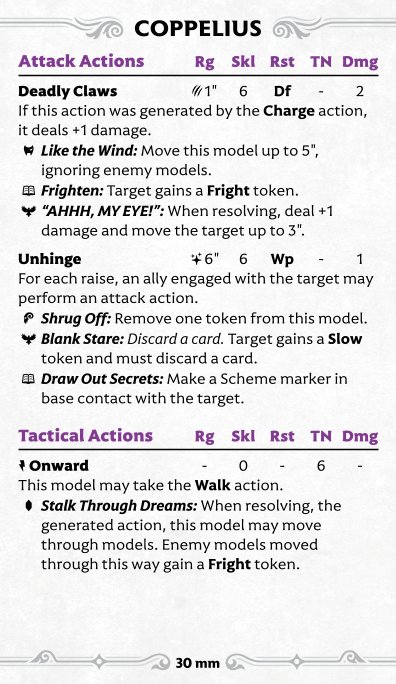 COPPELIUS
Attack Actions Rg Skl Rst TN Dmg
Deadly Claws 1" 6 Df - 2
If this action was generated by the Charge action,
it deals +1 damage.
Like the Wind: Move this model up to 5",
ignoring enemy models.
Frighten: Target gains a Fright token.
“AHHH, MY EYE!”: When resolving, deal +1
damage and move the target up to 3".
Unhinge 6" 6 Wp - 1
For each raise, an ally engaged with the target may
perform an attack action.
Shrug Off: Remove one token from this model.
Blank Stare: Discard a card. Target gains a Slow
token and must discard a card.
Draw Out Secrets: Make a Scheme marker in
base contact with the target.
Tactical Actions Rg Skl Rst TN Dmg
Onward - 0 - 6 -
This model may take the Walk action.
Stalk Through Dreams: When resolving, the
generated action, this model may move
through models. Enemy models moved
through this way gain a Fright token.
30 mm